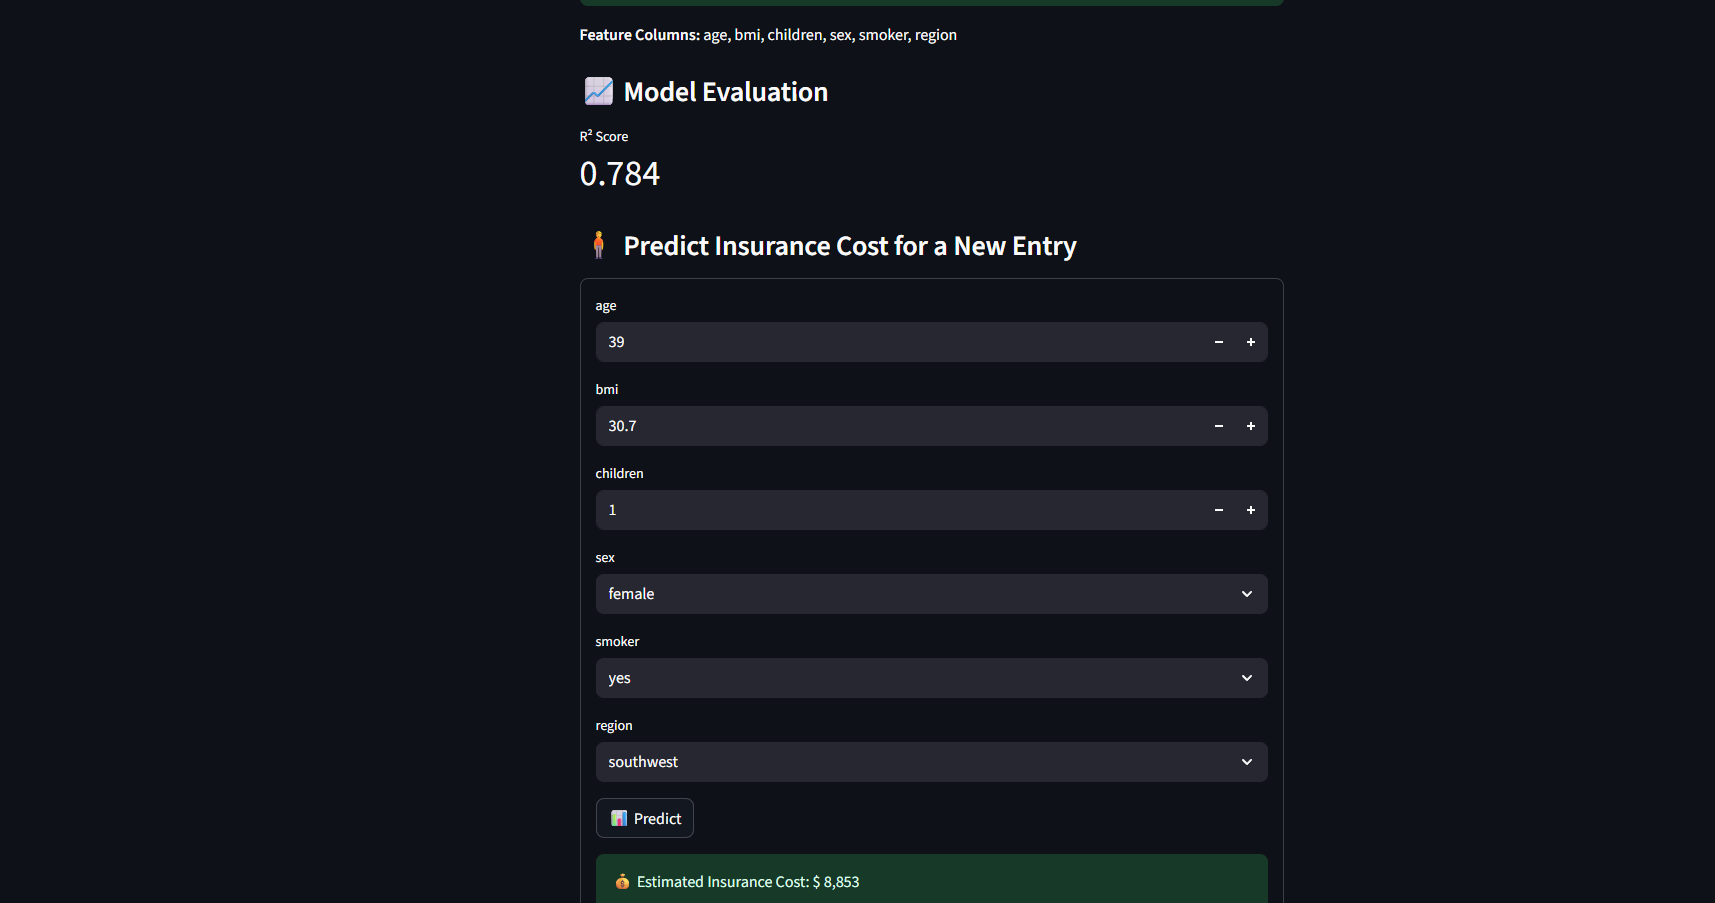 Feature Columns: age, bmi, children, sex, smoker, region
Model Evaluation
R² Score
0.784
Predict Insurance Cost for a New Entry
age
39
bmi
30.7
children
1
sex
female
smoker
yes
region
southwest
Predict
Estimated Insurance Cost: $ 8,853